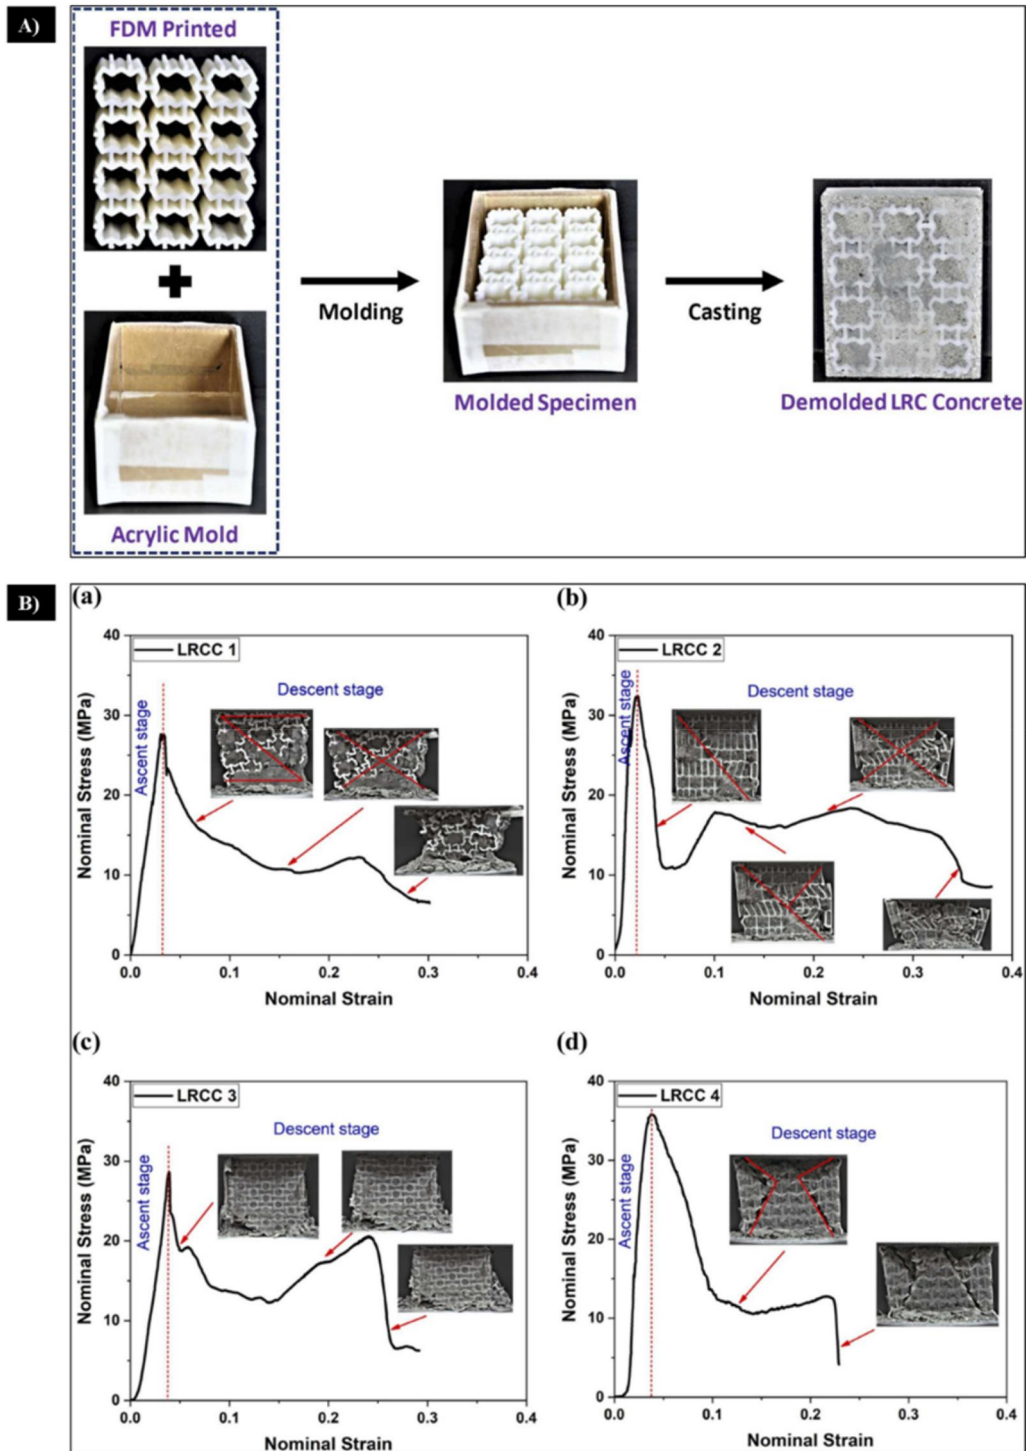 A)
FDM Printed
Acrylic Mold
Molding
Molded Specimen
Casting
Demolded LRC Concrete
B)
(a)
LRCC 1
Ascent stage
Descent stage
Nominal Stress (MPa)
40
30
20
10
0
0.0 0.1 0.2 0.3 0.4
Nominal Strain
(b)
LRCC 2
Ascent stage
Descent stage
Nominal Stress (MPa)
40
30
20
10
0
0.0 0.1 0.2 0.3 0.4
Nominal Strain
(c)
LRCC 3
Ascent stage
Descent stage
Nominal Stress (MPa)
40
30
20
10
0
0.0 0.1 0.2 0.3 0.4
Nominal Strain
(d)
LRCC 4
Ascent stage
Descent stage
Nominal Stress (MPa)
40
30
20
10
0
0.0 0.1 0.2 0.3 0.4
Nominal Strain